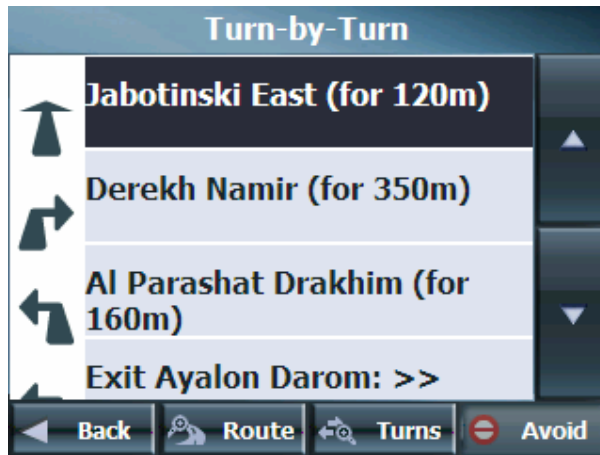 Turn-by-Turn
Jabotinski East (for 120m)
Derekh Namir (for 350m)
Al Parashat Drakhim (for
160m)
Exit Ayalon Darom: >>
Back Route Turns Avoid